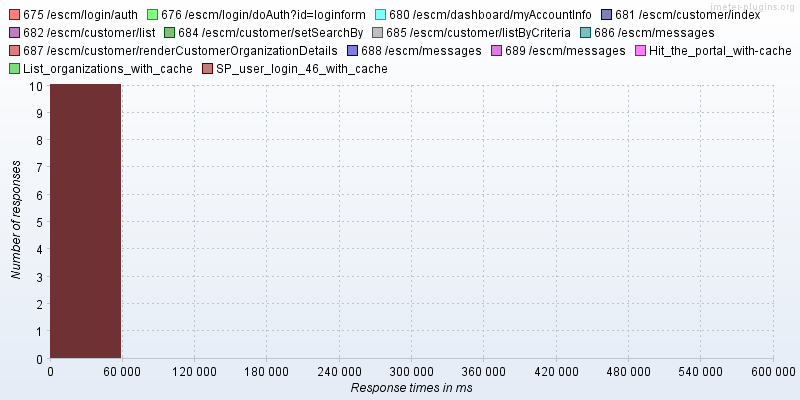 jmeter-plugins.org
675 /escm/login/auth 676 /escm/login/doAuth?id=loginform 680 /escm/dashboard/myAccountInfo 681 /escm/customer/index
682 /escm/customer/list 684 /escm/customer/setSearchBy 685 /escm/customer/listByCriteria 686 /escm/messages
687 /escm/customer/renderCustomerOrganizationDetails 688 /escm/messages 689 /escm/messages Hit_the_portal_with-cache
List_organizations_with_cache SP_user_login_46_with_cache
10
9
8
7
6
5
4
3
2
1
0
Number of responses
0 60 000 120 000 180 000 240 000 300 000 360 000 420 000 480 000 540 000 600 000
Response times in ms